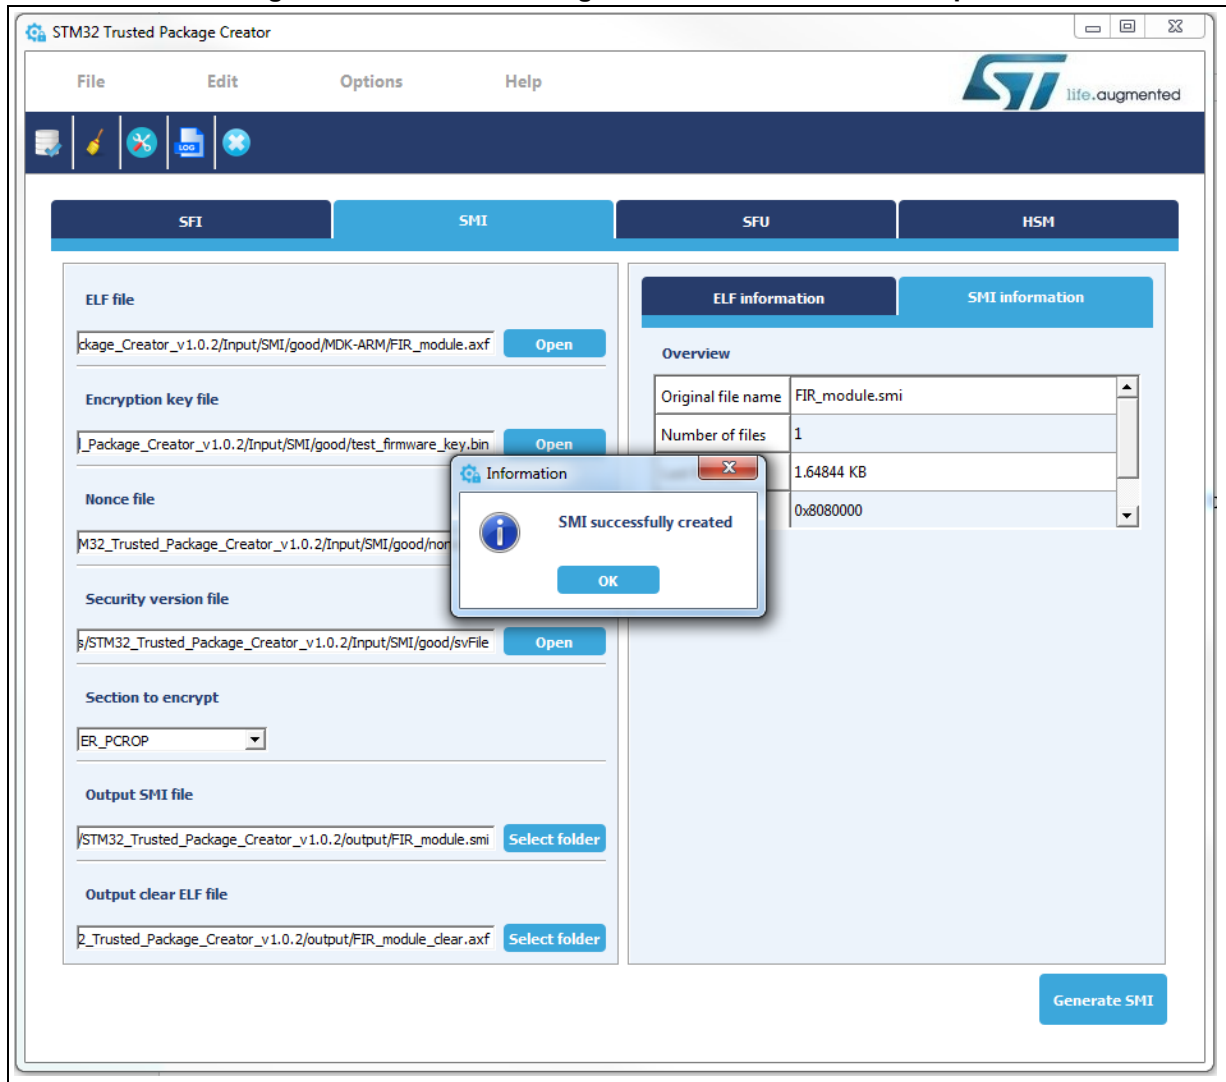 STM32 Trusted Package Creator
File Edit Options Help
life.augmented
LOG
SFI SMI SFU HSM
ELF file
ckage_Creator_v1.0.2/Input/SMI/good/MDK-ARM/FIR_module.axf Open
Encryption key file
_Package_Creator_v1.0.2/Input/SMI/good/test_firmware_key.bin Open
Nonce file
M32_Trusted_Package_Creator_v1.0.2/Input/SMI/good/nor
Security version file
s/STM32_Trusted_Package_Creator_v1.0.2/Input/SMI/good/svFile Open
Section to encrypt
ER_PCROP
Output SMI file
/STM32_Trusted_Package_Creator_v1.0.2/output/FIR_module.smi Select folder
Output clear ELF file
2_Trusted_Package_Creator_v1.0.2/output/FIR_module_clear.axf Select folder
ELF information SMI information
Overview
Original file name FIR_module.smi
Number of files 1
1.64844 KB
0x8080000
Information
SMI successfully created
OK
Generate SMI